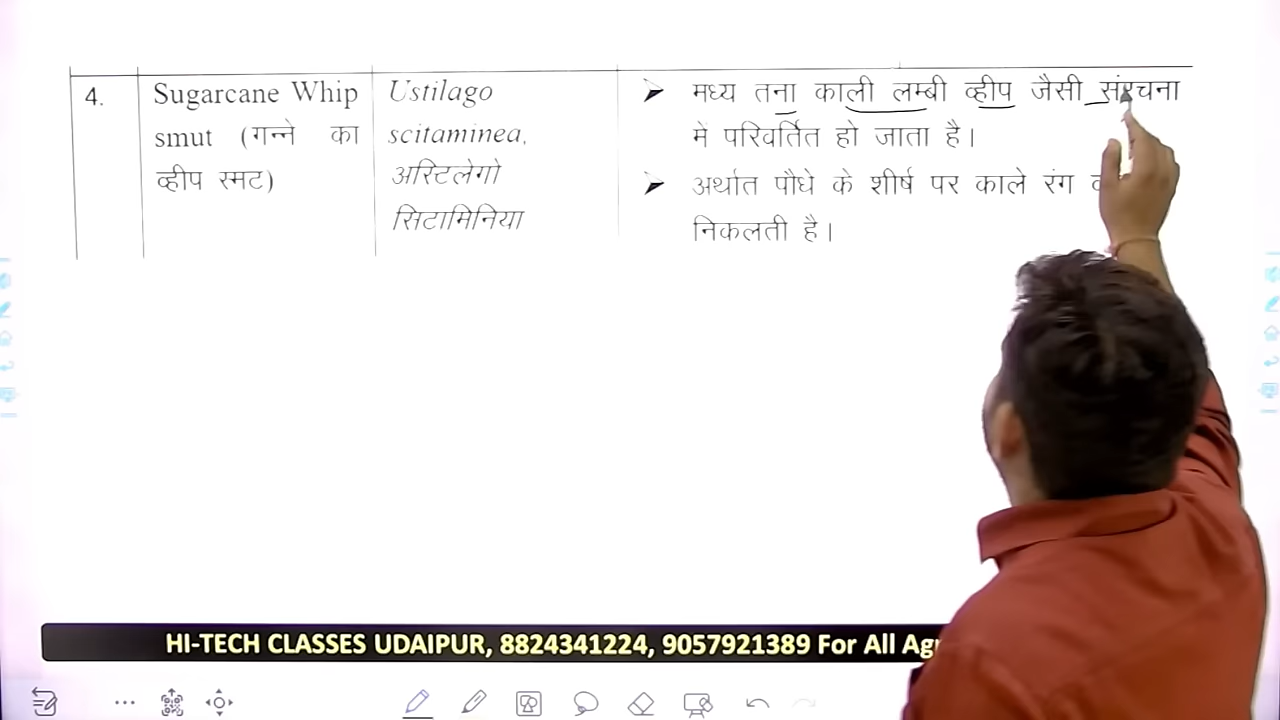 4.
Sugarcane Whip
smut (गन्ने का
व्हीप स्मट)
Ustilago
scitaminea,
अस्टिलेगो
सिटामिनिया
➢ मध्य तना काली लम्बी व्हीप जैसी संरचना
में परिवर्तित हो जाता है।
➢ अर्थात पौधे के शीर्ष पर काले रंग
निकलती है।
HI-TECH CLASSES UDAIPUR, 8824341224, 9057921389 For All